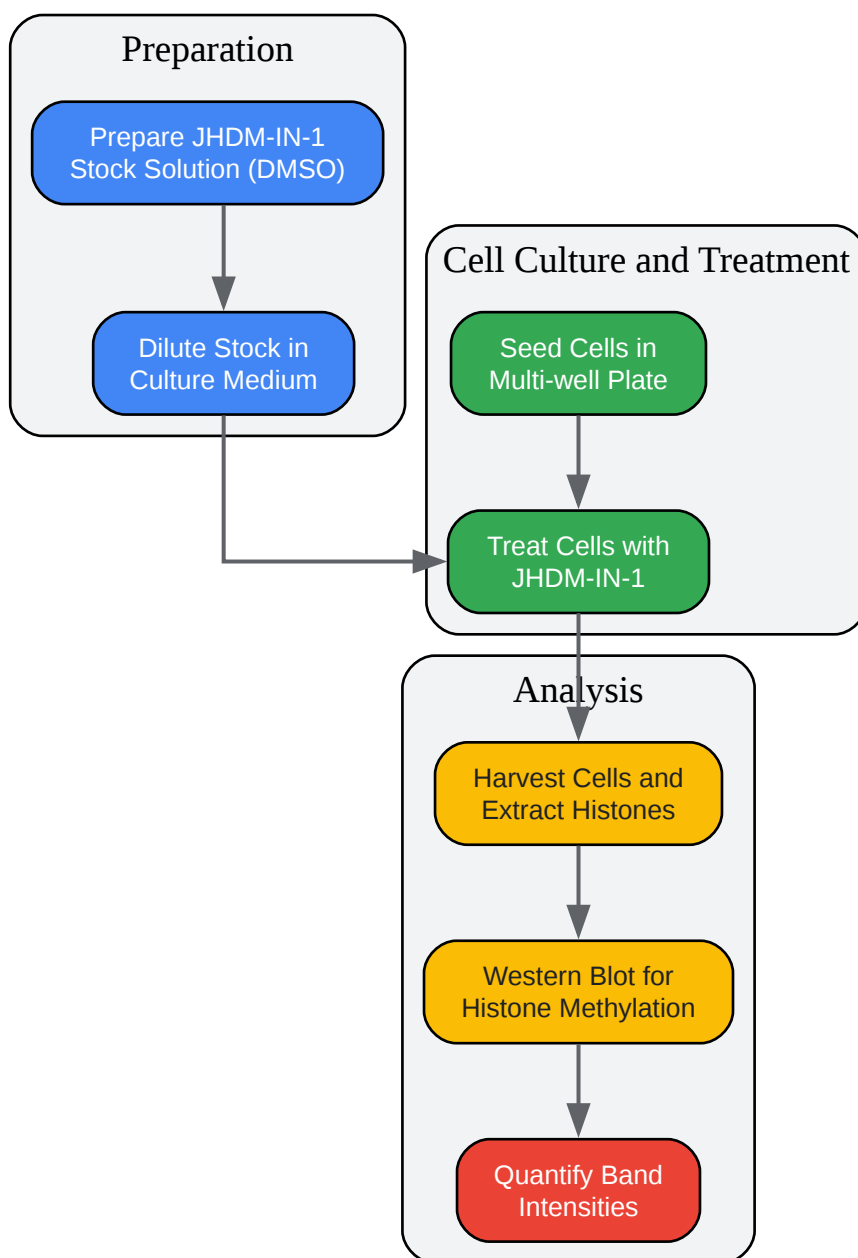 Preparation
Prepare JHDM-IN-1
Stock Solution (DMSO)
Dilute Stock in
Culture Medium
Cell Culture and Treatment
Seed Cells in
Multi-well Plate
Treat Cells with
JHDM-IN-1
Analysis
Harvest Cells and
Extract Histones
Western Blot for
Histone Methylation
Quantify Band
Intensities